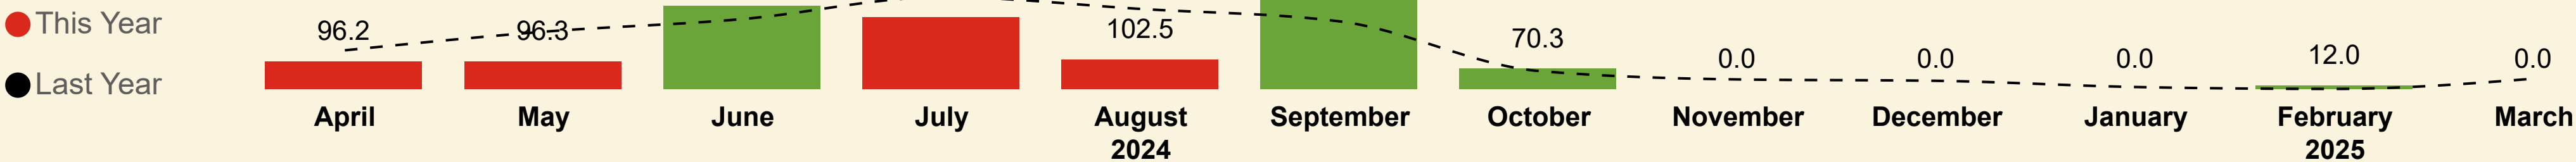 This Year
Last Year
96.2
96.3
102.5
70.3
0.0
0.0
0.0
12.0
0.0
April
May
June
July
August
September
October
November
December
January
February
March
2024
2025